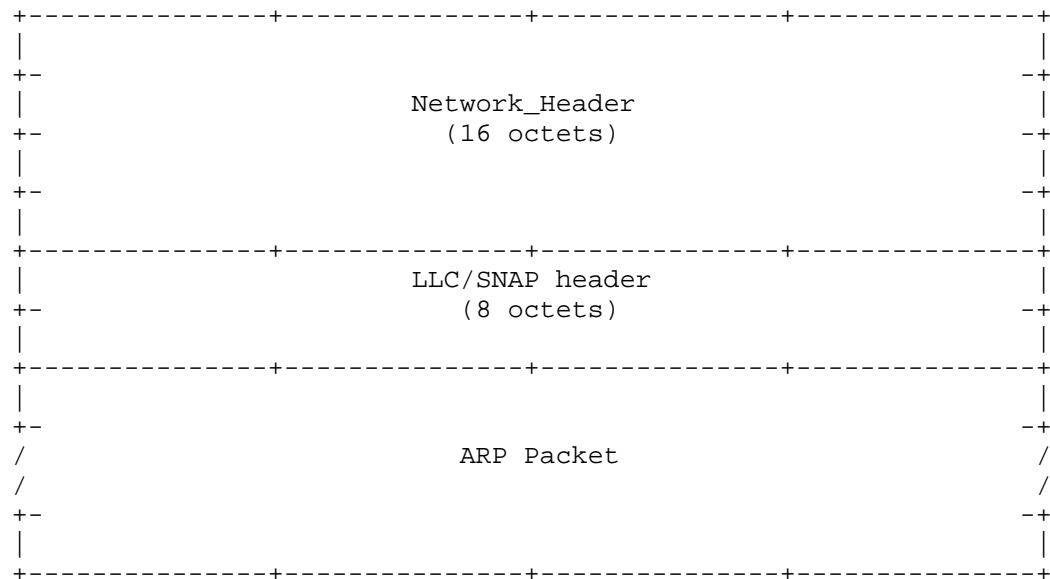 Network_Header
(16 octets)
LLC/SNAP header
(8 octets)
ARP Packet